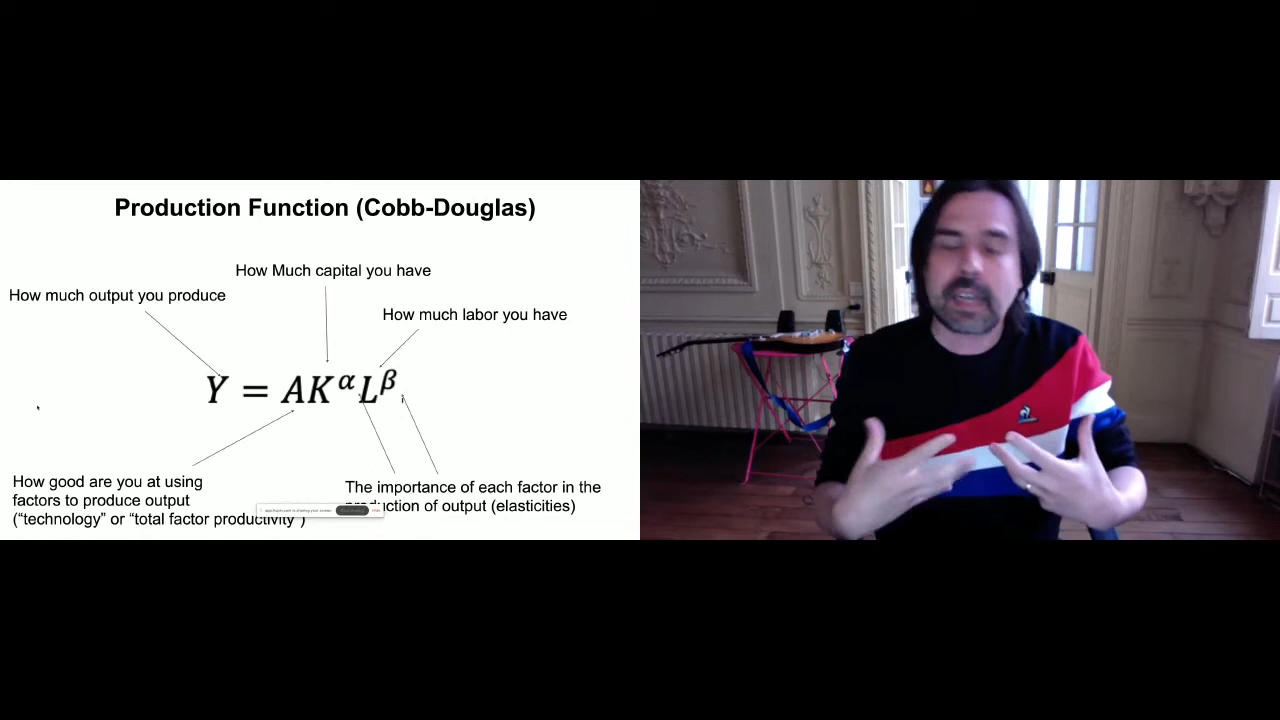 Production Function (Cobb-Douglas)
How Much capital you have
How much output you produce
How much labor you have
Y = AK^α L^β,
How good are you at using
factors to produce output
("technology" or "total factor productivity")
The importance of each factor in the
production of output (elasticities)